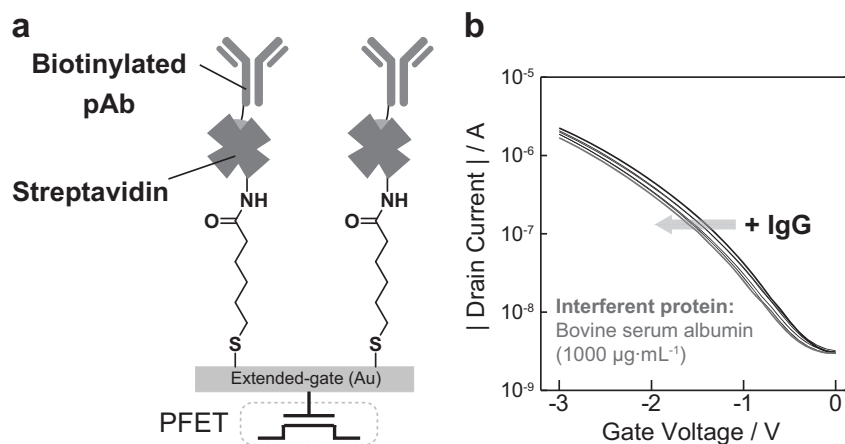 a
Biotinylated
pAb
Streptavidin
NH
O
NH
O
S
S
Extended-gate (Au)
PFET
b
| Drain Current | / A
10⁻⁵
10⁻⁶
10⁻⁷
10⁻⁸
10⁻⁹
+ IgG
Interferent protein:
Bovine serum albumin
(1000 µg·mL⁻¹)
-3
-2
-1
0
Gate Voltage / V